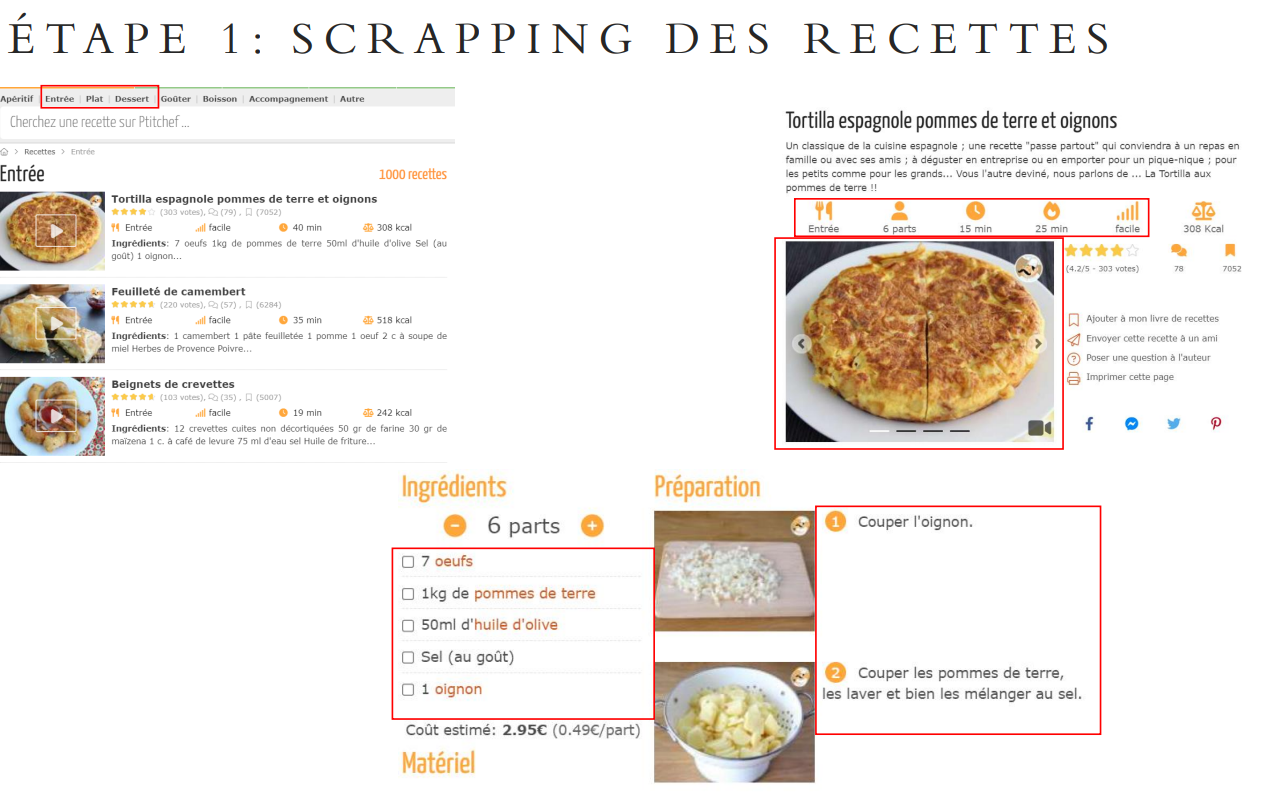 ÉTAPE 1: SCRAPPING DES RECETTES
Apéritif | Entrée | Plat | Dessert | Goûter | Boisson | Accompagnement | Autre
Cherchez une recette sur Ptitchef ...
> Recettes > Entrée
Entrée
1000 recettes
Tortilla espagnole pommes de terre et oignons
(303 votes), (79) , (7052)
Entrée facile 40 min 308 kcal
Ingrédients: 7 oeufs 1kg de pommes de terre 50ml d'huile d'olive Sel (au
goût) 1 oignon...
Feuilleté de camembert
(220 votes), (57) , (6284)
Entrée facile 35 min 518 kcal
Ingrédients: 1 camembert 1 pâte feuilletée 1 pomme 1 oeuf 2 c à soupe de
miel Herbes de Provence Poivre...
Beignets de crevettes
(103 votes), (35) , (5007)
Entrée facile 19 min 242 kcal
Ingrédients: 12 crevettes cuites non décortiquées 50 gr de farine 30 gr de
maïzena 1 c. à café de levure 75 ml d'eau sel Huile de friture...
Tortilla espagnole pommes de terre et oignons
Un classique de la cuisine espagnole ; une recette "passe partout" qui conviendra à un repas en
famille ou avec ses amis ; à déguster en entreprise ou en emporter pour un pique-nique ; pour
les petits comme pour les grands... Vous l'autre deviné, nous parlons de ... La Tortilla aux
pommes de terre !!
Entrée 6 parts 15 min 25 min facile 308 Kcal
(4.2/5 - 303 votes) 78 7052
Ajouter à mon livre de recettes
Envoyer cette recette à un ami
Poser une question à l'auteur
Imprimer cette page
Ingrédients
6 parts
7 oeufs
1kg de pommes de terre
50ml d'huile d'olive
Sel (au goût)
1 oignon
Coût estimé: 2.95€ (0.49€/part)
Matériel
Préparation
1 Couper l'oignon.
2 Couper les pommes de terre,
les laver et bien les mélanger au sel.